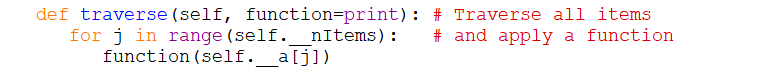 def traverse(self, function=print): # Traverse all items
for j in range(self.__nItems): # and apply a function
function(self.__a[j])